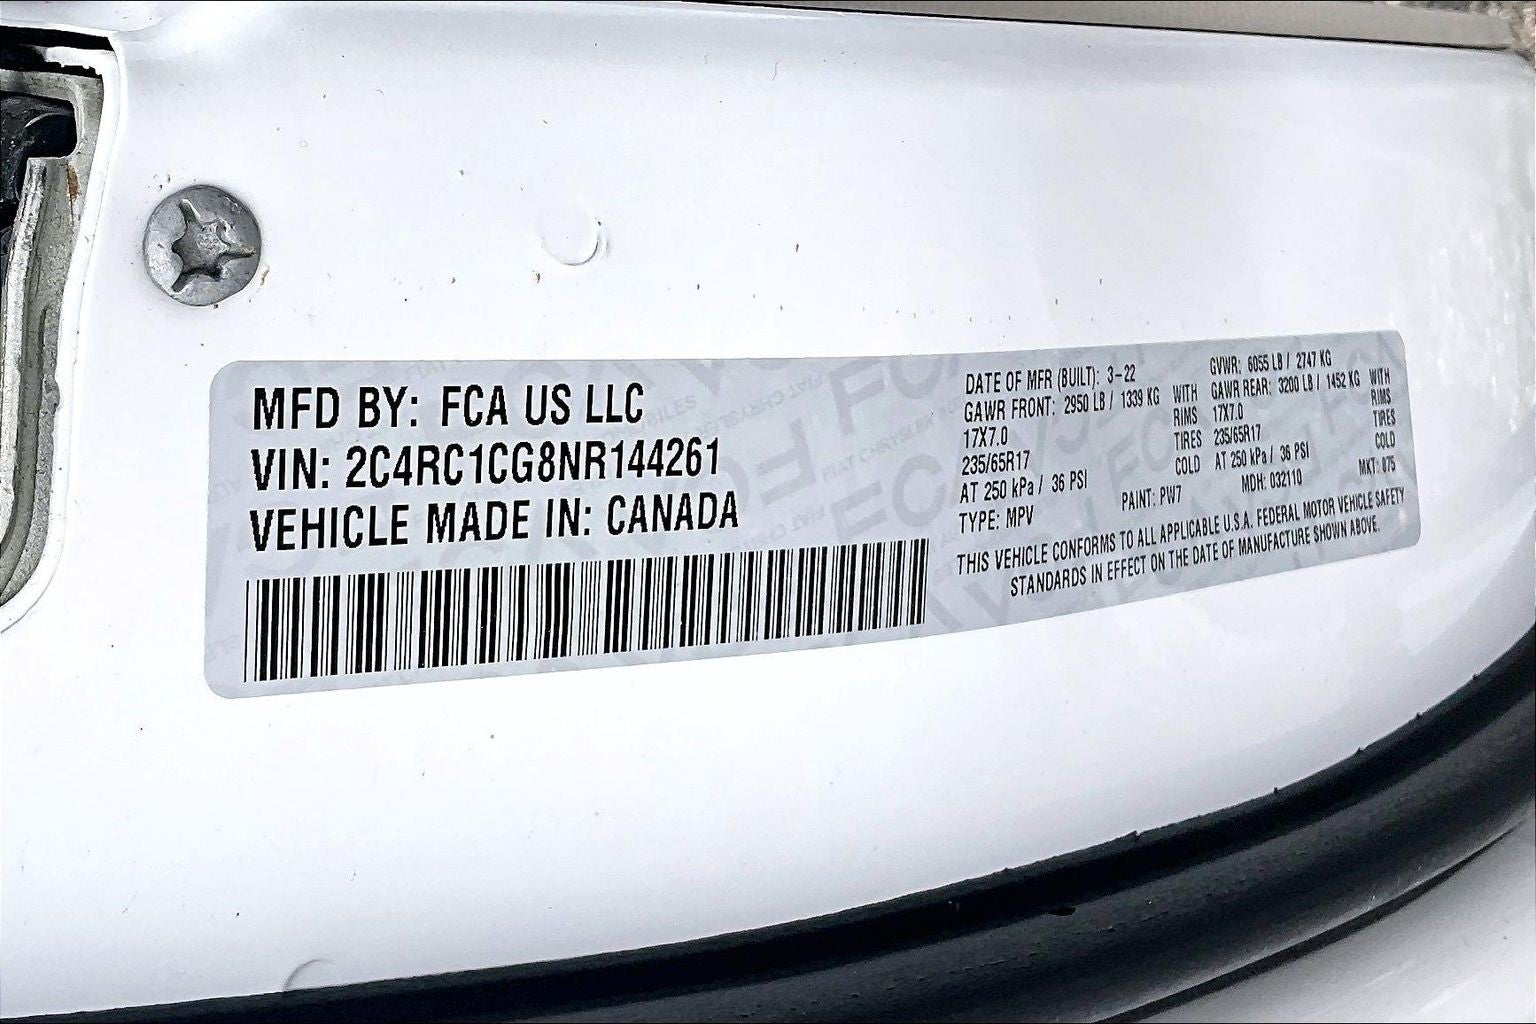 MFD BY: FCA US LLC
VIN: 2C4RC1CG8NR144261
VEHICLE MADE IN: CANADA
DATE OF MFR (BUILT): 3-22
GVWR: 6055 LB / 2747 KG
GAWR FRONT: 2950 LB / 1339 KG WITH
GAWR REAR: 3200 LB / 1452 KG WITH
17X7.0 RIMS
17X7.0 RIMS
235/65R17 TIRES
235/65R17 TIRES
AT 250 kPa / 36 PSI COLD
AT 250 kPa / 36 PSI COLD
TYPE: MPV
PAINT: PW7
MDH: 032110
MKT: 075
THIS VEHICLE CONFORMS TO ALL APPLICABLE U.S.A. FEDERAL MOTOR VEHICLE SAFETY
STANDARDS IN EFFECT ON THE DATE OF MANUFACTURE SHOWN ABOVE.